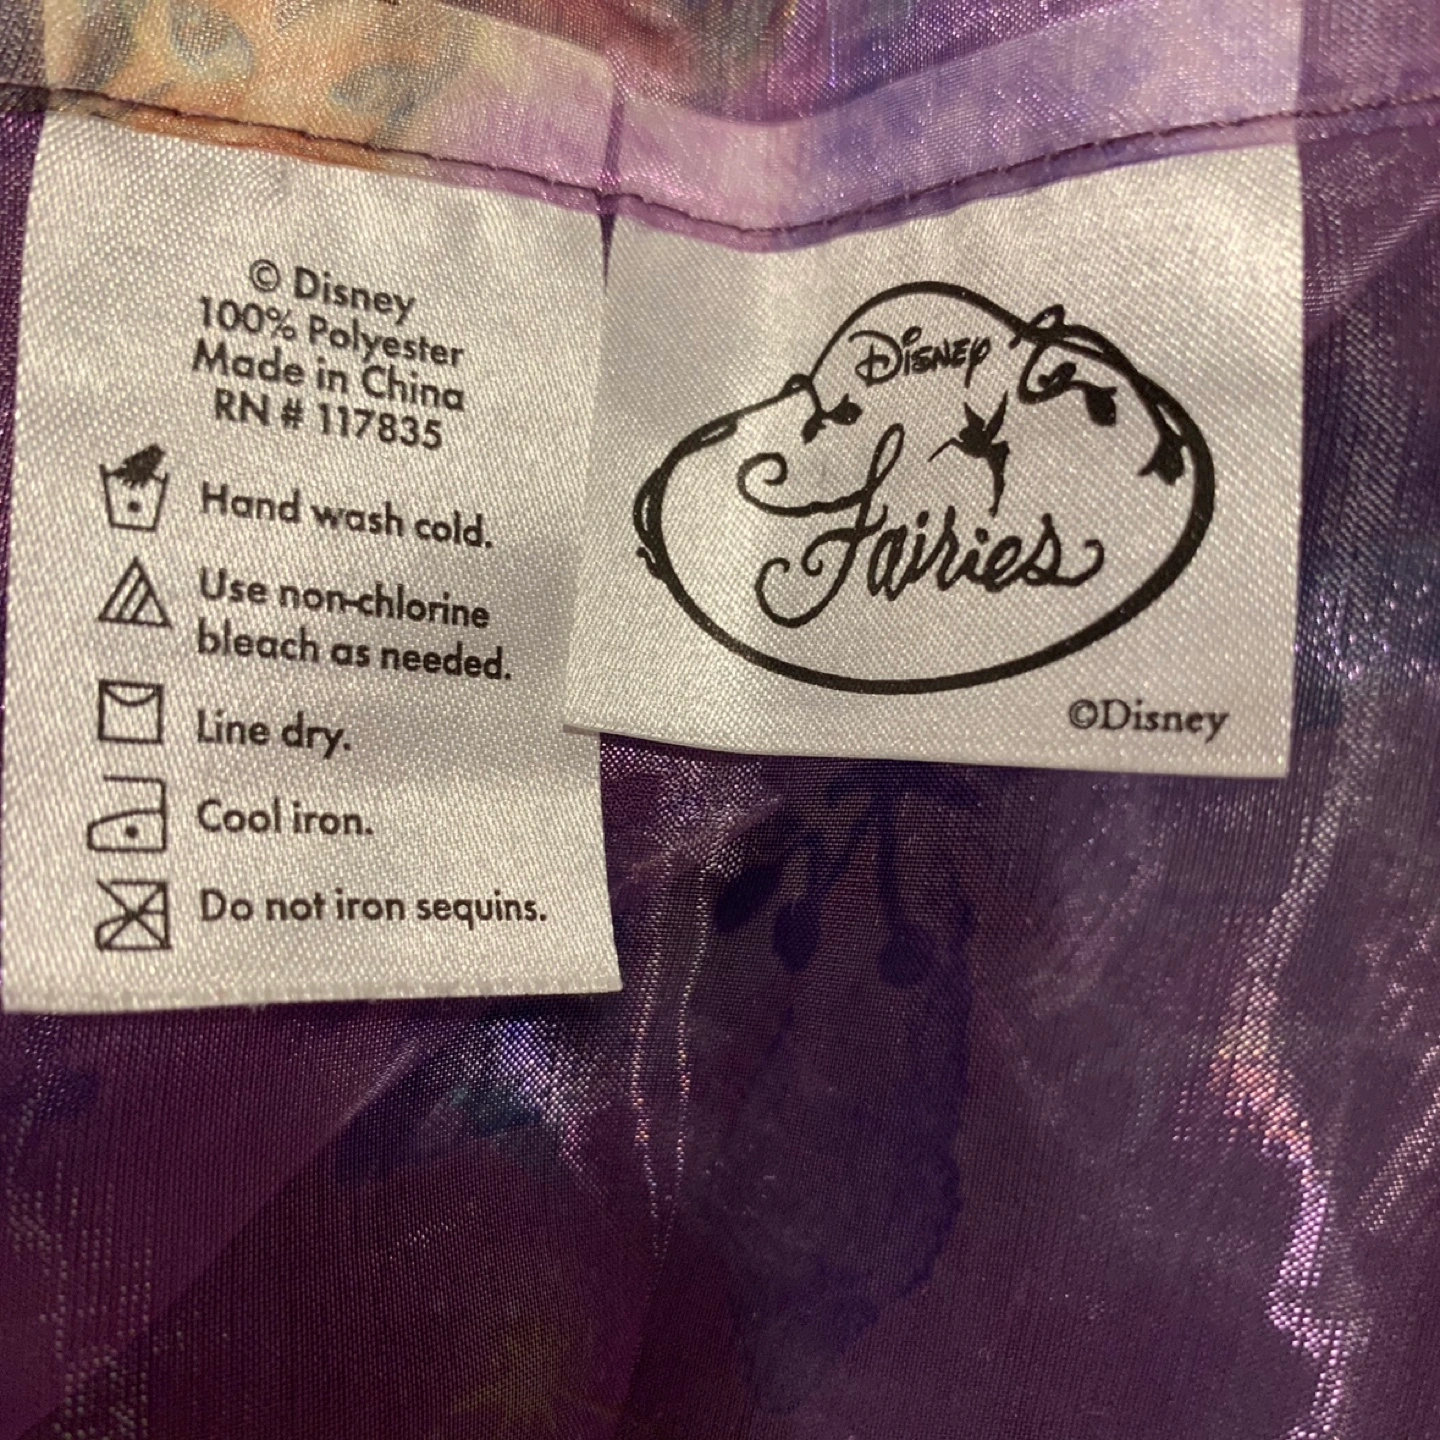 © Disney
100% Polyester
Made in China
RN # 117835
Hand wash cold.
Use non-chlorine
bleach as needed.
Line dry.
Cool iron.
Do not iron sequins.
Disney
Fairies
©Disney